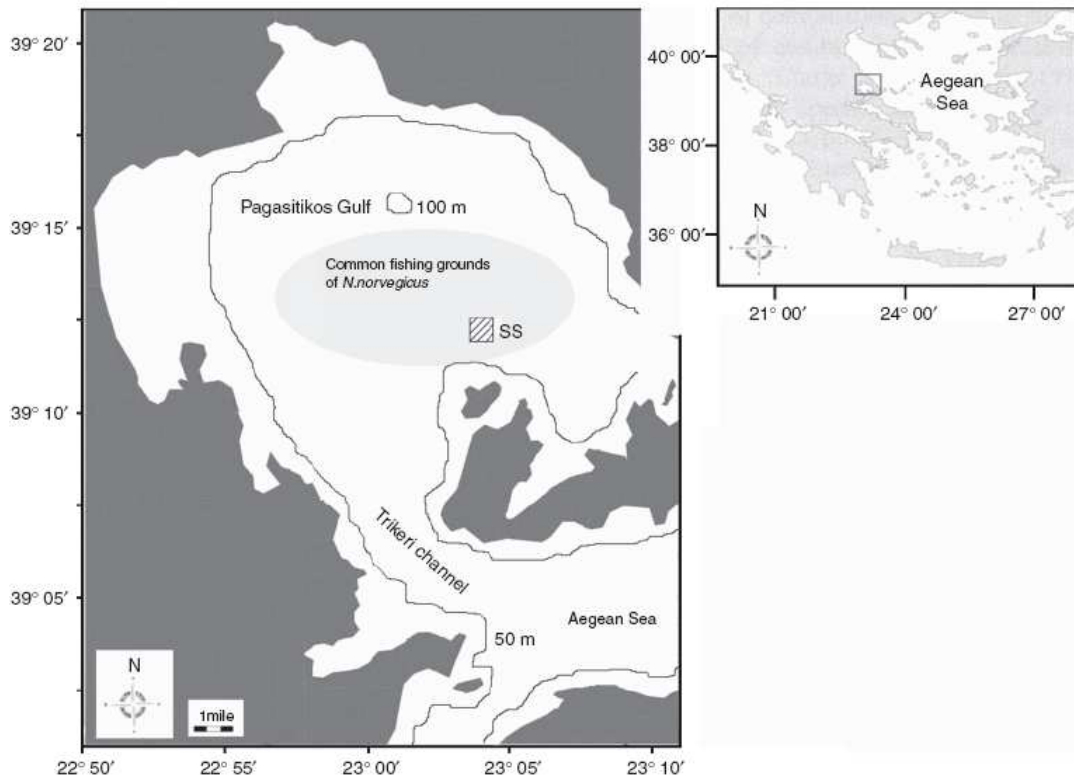 39° 20′
39° 15′
39° 10′
39° 05′
22° 50′
22° 55′
23° 00′
23° 05′
23° 10′
Pagasitikos Gulf
100 m
Common fishing grounds
of N.norvegicus
SS
Trikeri channel
Aegean Sea
50 m
N
1mile
40° 00′
38° 00′
36° 00′
21° 00′
24° 00′
27° 00′
Aegean
Sea
N